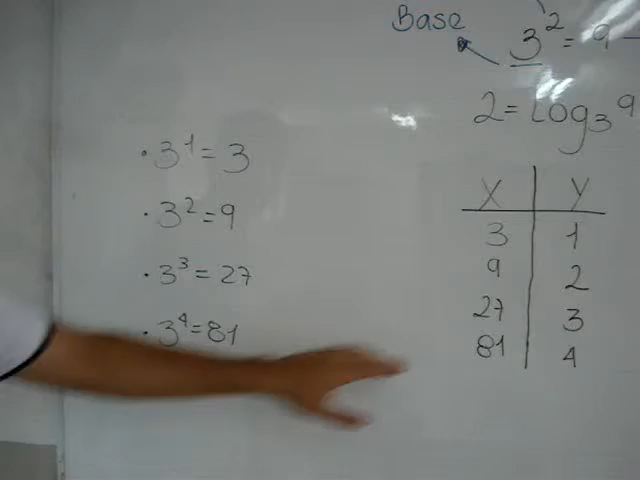 Base
3² = 9
2 = Log₃ 9
· 3¹ = 3
· 3² = 9
· 3³ = 27
· 3⁴ = 81
X Y
3 1
9 2
27 3
81 4